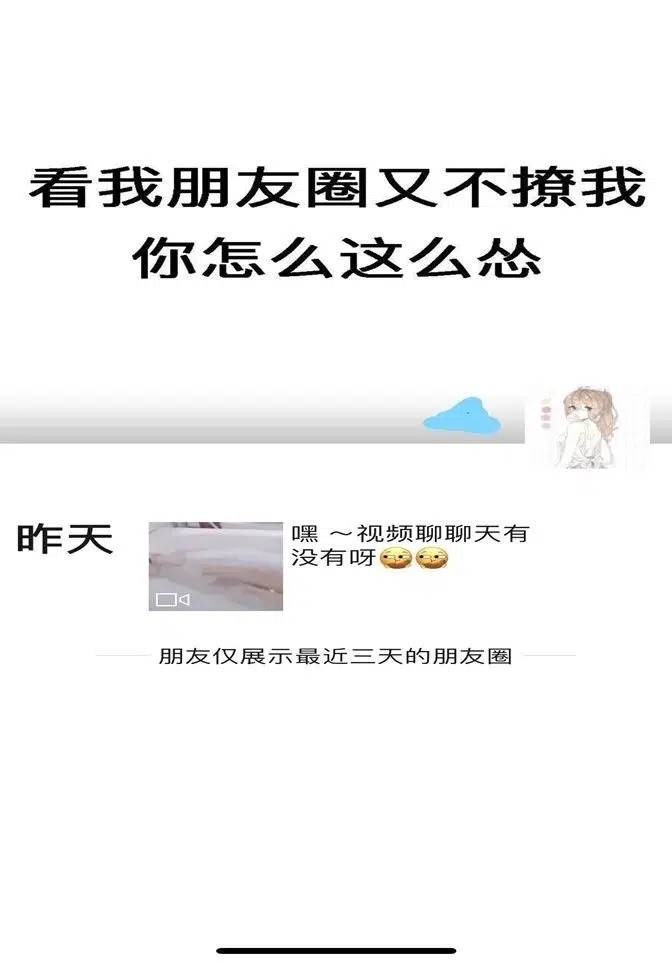 看我朋友圈又不撩我
你怎么这么怂
昨天
嘿 ~视频聊聊天有
没有呀
朋友仅展示最近三天的朋友圈